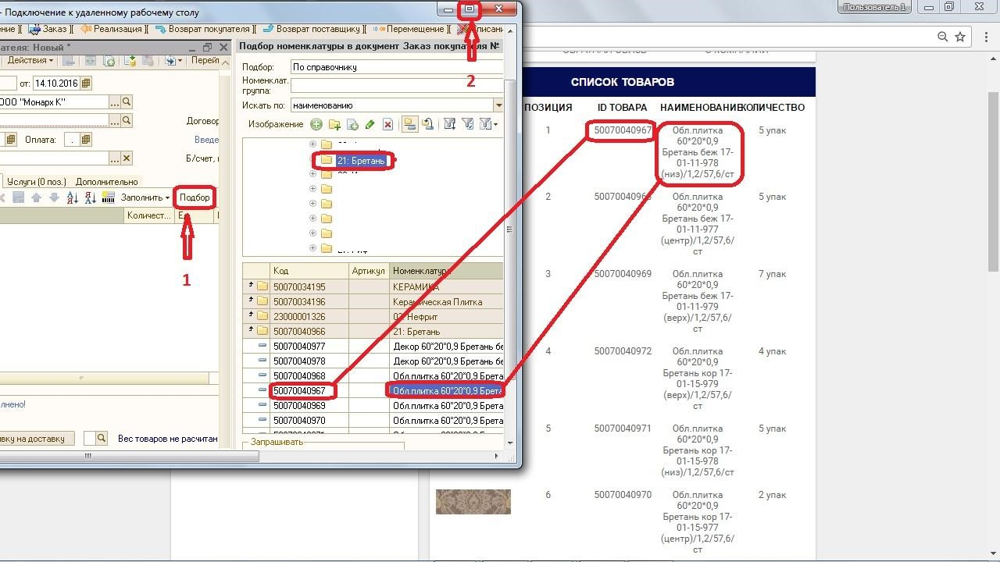 - Подключение к удаленному рабочему столу
Пользователь 1
ение ][ Заказ ][ Реализация ][ Возврат покупателя ][ Возврат поставщику ][ Перемещение ][
ателя: Новый *
Подбор номенклатуры в документ Заказ покупателя №
2
Действия
Перейти
Подбор: По справочнику
от: 14.10.2016
Номенклат. группа:
ООО "Монарх К"
Искать по: наименованию
Изображение
Договор
Оплата: .
Введе
21: Бретань
Б/счет,
Услуги (0 поз.) Дополнительно
Заполнить Подбор
Количест... Е...
1
Код Артикул Номенклатура
50070034195 КЕРАМИКА
50070034196 Керамическая Плитка
23000001326 02: Нефрит
50070040966 21: Бретань
50070040977 Декор 60*20*0,9 Бретань бе
50070040978 Декор 60*20*0,9 Бретань бе
50070040968 Обл.плитка 60*20*0,9 Брета
50070040967 Обл.плитка 60*20*0,9 Брета
50070040969 Обл.плитка 60*20*0,9 Брета
50070040970 Обл.плитка 60*20*0,9 Брета
лнено!
вку на доставку
Вес товаров не расчитан
Запрашивать
СПИСОК ТОВАРОВ
ПОЗИЦИЯ ID ТОВАРА НАИМЕНОВАНИЕ КОЛИЧЕСТВО
1 50070040967 Обл.плитка 5 упак
60*20*0,9
Бретань беж 17-
01-11-978
(низ)/1,2/57,6/ст
2 50070040968 Обл.плитка 5 упак
60*20*0,9
Бретань беж 17-
01-11-977
(центр)/1,2/57,6/
ст
3 50070040969 Обл.плитка 7 упак
60*20*0,9
Бретань беж 17-
01-11-979
(верх)/1,2/57,6/
ст
4 50070040972 Обл.плитка 4 упак
60*20*0,9
Бретань кор 17-
01-15-979
(верх)/1,2/57,6/
ст
5 50070040971 Обл.плитка 5 упак
60*20*0,9
Бретань кор 17-
01-15-978
(низ)/1,2/57,6/ст
6 50070040970 Обл.плитка 2 упак
60*20*0,9
Бретань кор 17-
01-15-977
(центр)/1,2/57,6/
ст